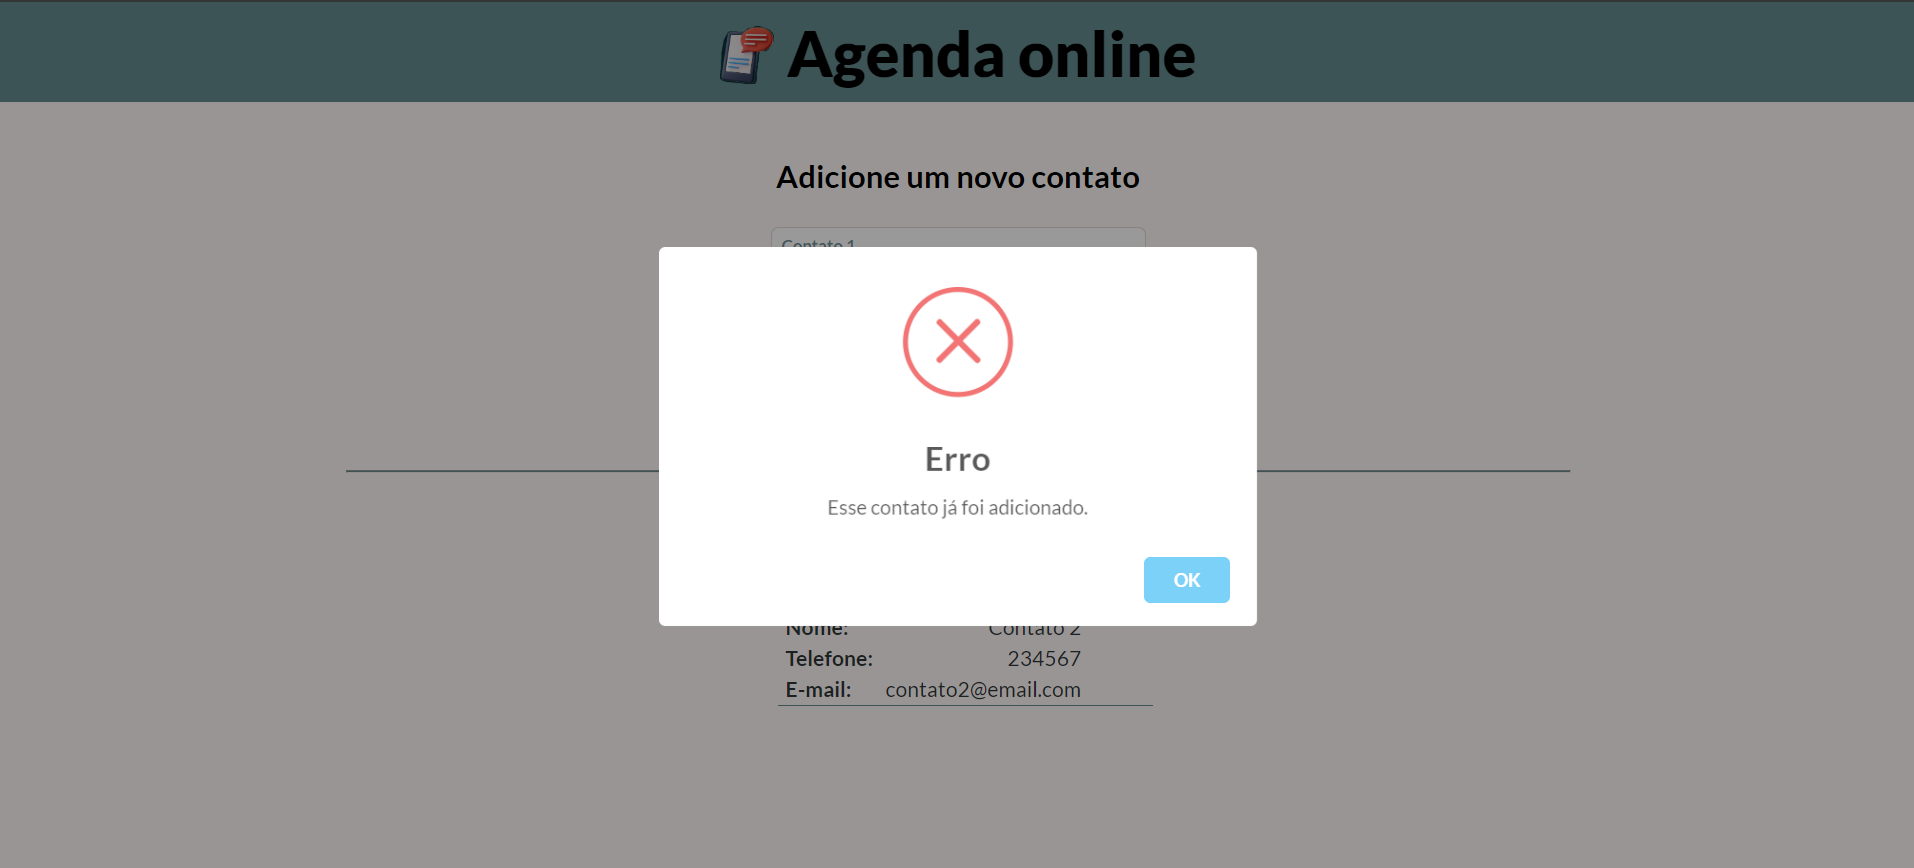 Agenda online
Adicione um novo contato
Contato 1
Erro
Esse contato já foi adicionado.
OK
Nome: Contato 2
Telefone: 234567
E-mail: contato2@email.com